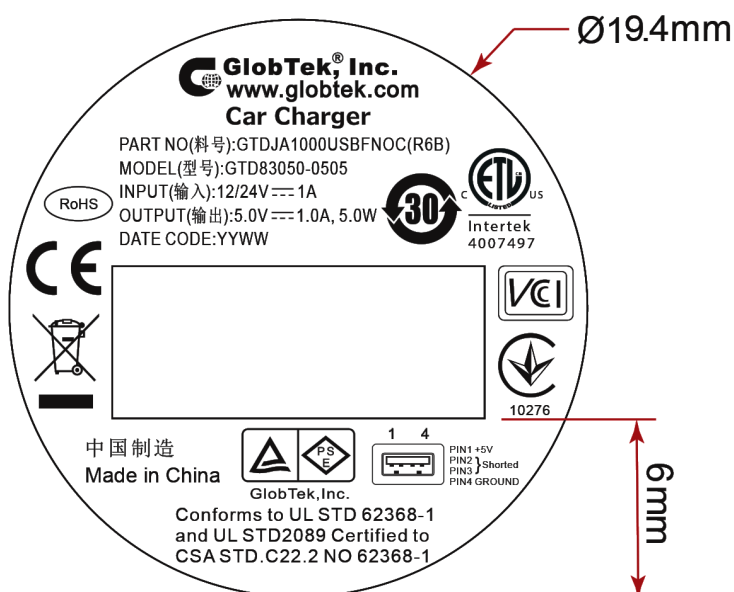 Ø19.4mm
GlobTek,® Inc.
www.globtek.com
Car Charger
PART NO(料号):GTDJA1000USBFNOC(R6B)
MODEL(型号):GTD83050-0505
INPUT(输入):12/24V⎓1A
OUTPUT(输出):5.0V⎓1.0A, 5.0W
DATE CODE:YYWW
RoHS
30
C ETL CM US
LISTED
Intertek
4007497
CE
VCCI
10276
中国制造
Made in China
PS
E
GlobTek,Inc.
1 4
PIN1 +5V
PIN2
PIN3 } Shorted
PIN4 GROUND
6mm
Conforms to UL STD 62368-1
and UL STD2089 Certified to
CSA STD.C22.2 NO 62368-1